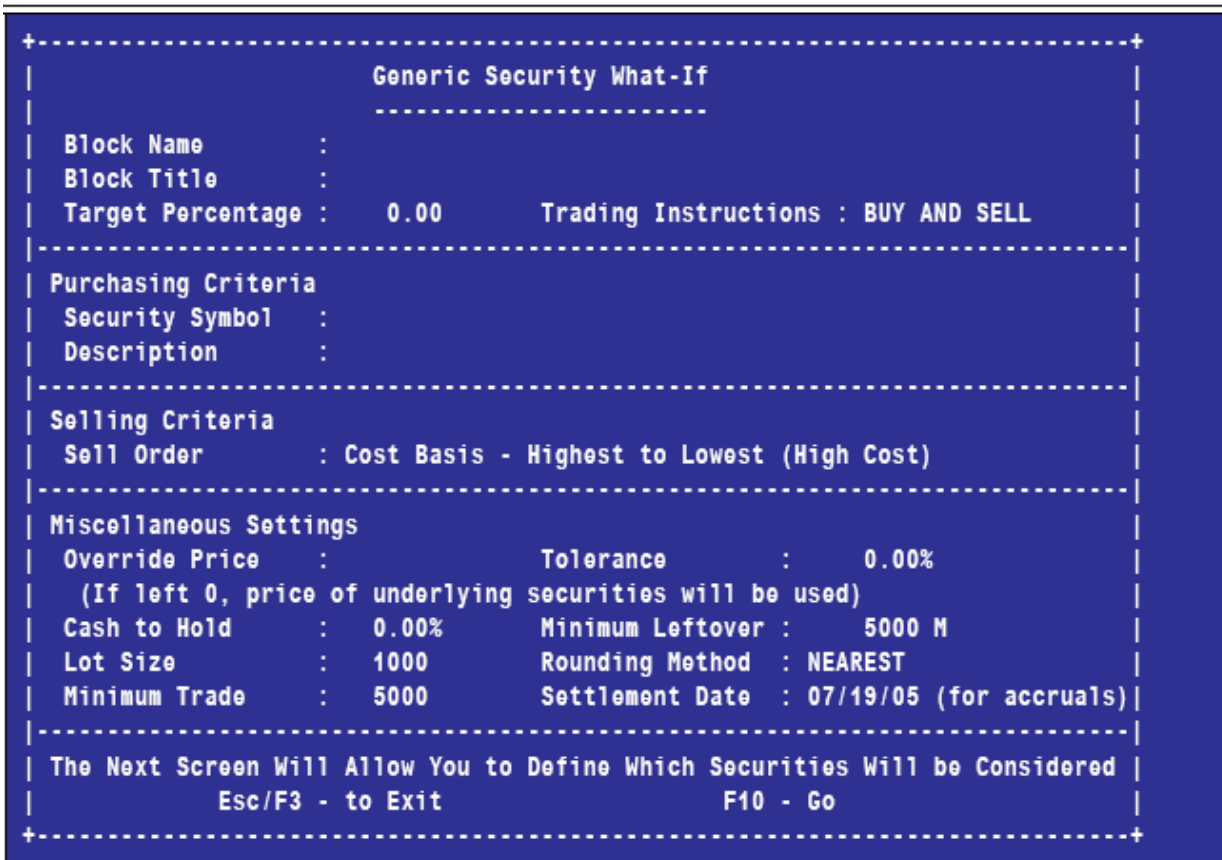 +------------------------------------------------------------------------------+
|                        Generic Security What-If                              |
|                        ------------------------                              |
|  Block Name        :                                                         |
|  Block Title       :                                                         |
|  Target Percentage :    0.00       Trading Instructions : BUY AND SELL       |
|------------------------------------------------------------------------------|
| Purchasing Criteria                                                          |
|  Security Symbol   :                                                         |
|  Description       :                                                         |
|------------------------------------------------------------------------------|
| Selling Criteria                                                             |
|  Sell Order        : Cost Basis - Highest to Lowest (High Cost)              |
|------------------------------------------------------------------------------|
| Miscellaneous Settings                                                       |
|  Override Price    :               Tolerance        :     0.00%              |
|   (If left 0, price of underlying securities will be used)                   |
|  Cash to Hold      :   0.00%       Minimum Leftover :     5000 M             |
|  Lot Size          :   1000        Rounding Method  : NEAREST                |
|  Minimum Trade     :   5000        Settlement Date  : 07/19/05 (for accruals)|
|------------------------------------------------------------------------------|
| The Next Screen Will Allow You to Define Which Securities Will be Considered |
|             Esc/F3 - to Exit                    F10 - Go                     |
+------------------------------------------------------------------------------+